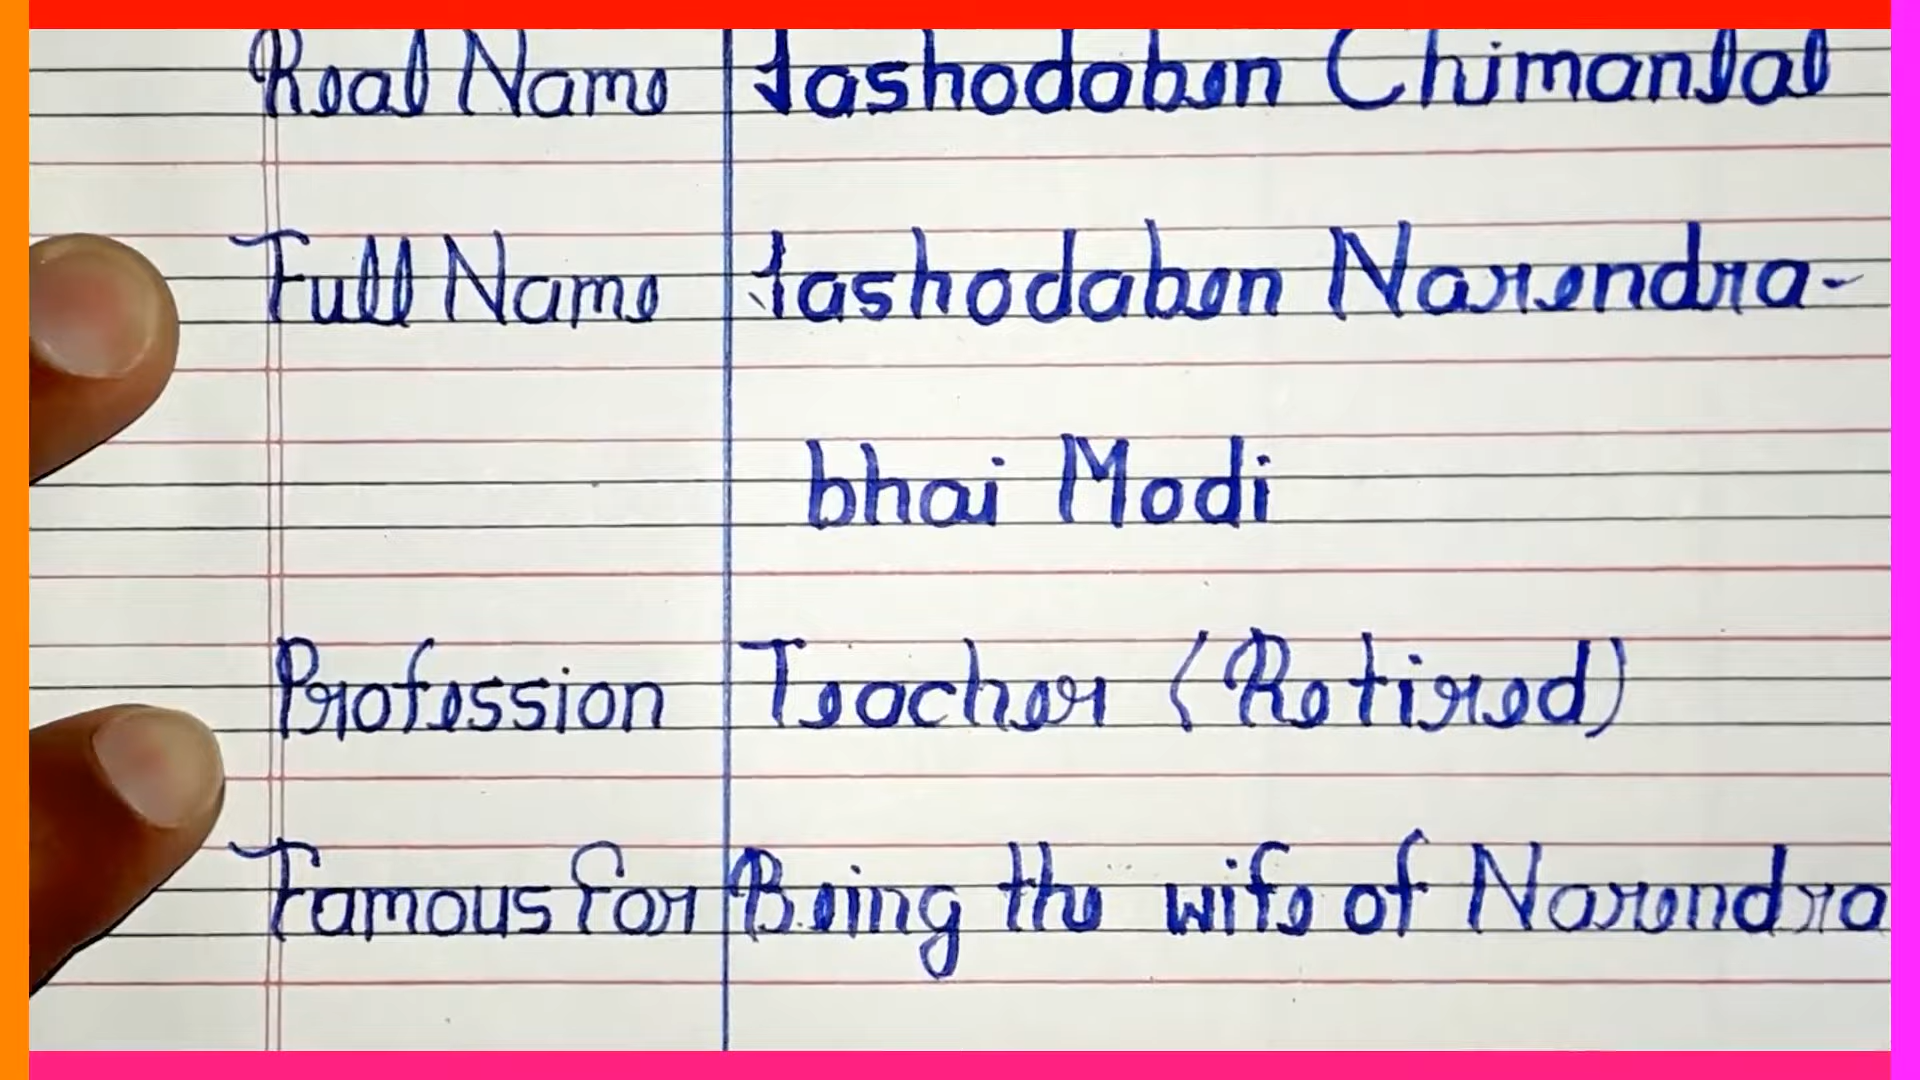 Real Name Jashodaben Chimanlal
Full Name Jashodaben Narendra-
bhai Modi
Profession Teacher (Retired)
Famous for Being the wife of Narendra